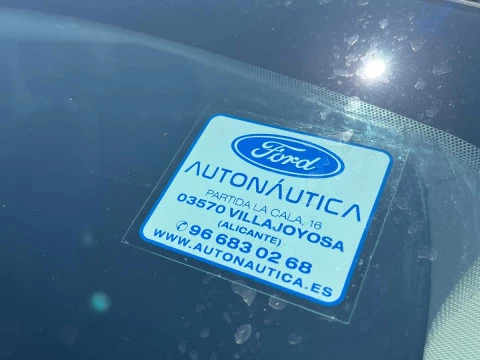 Ford
AUTONÁUTICA
PARTIDA LA CALA, 16
03570 VILLAJOYOSA
(ALICANTE)
✆ 96 683 02 68
WWW.AUTONAUTICA.ES